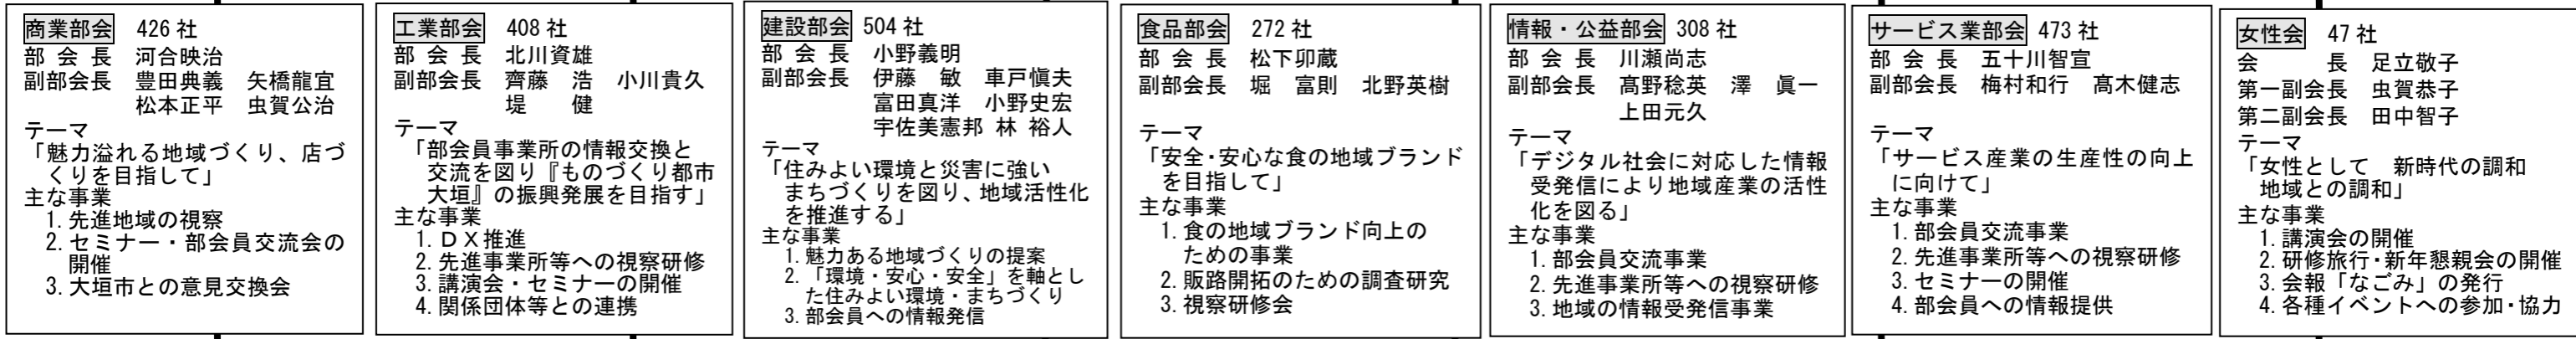 商業部会 426 社
部 会 長 河合映治
副部会長 豊田典義 矢橋龍宜
松本正平 虫賀公治
テーマ
「魅力溢れる地域づくり、店づ
くりを目指して」
主な事業
1.先進地域の視察
2.セミナー・部会員交流会の
開催
3.大垣市との意見交換会
工業部会 408 社
部 会 長 北川資雄
副部会長 齊藤 浩 小川貴久
堤 健
テーマ
「部会員事業所の情報交換と
交流を図り『ものづくり都市
大垣』の振興発展を目指す」
主な事業
1.ＤＸ推進
2.先進事業所等への視察研修
3.講演会・セミナーの開催
4.関係団体等との連携
建設部会 504 社
部 会 長 小野義明
副部会長 伊藤 敏 車戸愼夫
富田真洋 小野史宏
宇佐美憲邦 林 裕人
テーマ
「住みよい環境と災害に強い
まちづくりを図り、地域活性化
を推進する」
主な事業
1.魅力ある地域づくりの提案
2.「環境・安心・安全」を軸とし
た住みよい環境・まちづくり
3.部会員への情報発信
食品部会 272 社
部 会 長 松下卯蔵
副部会長 堀 富則 北野英樹
テーマ
「安全・安心な食の地域ブランド
を目指して」
主な事業
1.食の地域ブランド向上の
ための事業
2.販路開拓のための調査研究
3.視察研修会
情報・公益部会 308 社
部 会 長 川瀬尚志
副部会長 髙野稔英 澤 眞一
上田元久
テーマ
「デジタル社会に対応した情報
受発信により地域産業の活性
化を図る」
主な事業
1.部会員交流事業
2.先進事業所等への視察研修
3.地域の情報受発信事業
サービス業部会 473 社
部 会 長 五十川智宣
副部会長 梅村和行 髙木健志
テーマ
「サービス産業の生産性の向上
に向けて」
主な事業
1.部会員交流事業
2.先進事業所等への視察研修
3.セミナーの開催
4.部会員への情報提供
女性会 47 社
会 長 足立敬子
第一副会長 虫賀恭子
第二副会長 田中智子
テーマ
「女性として 新時代の調和
地域との調和」
主な事業
1.講演会の開催
2.研修旅行・新年懇親会の開催
3.会報「なごみ」の発行
4.各種イベントへの参加・協力